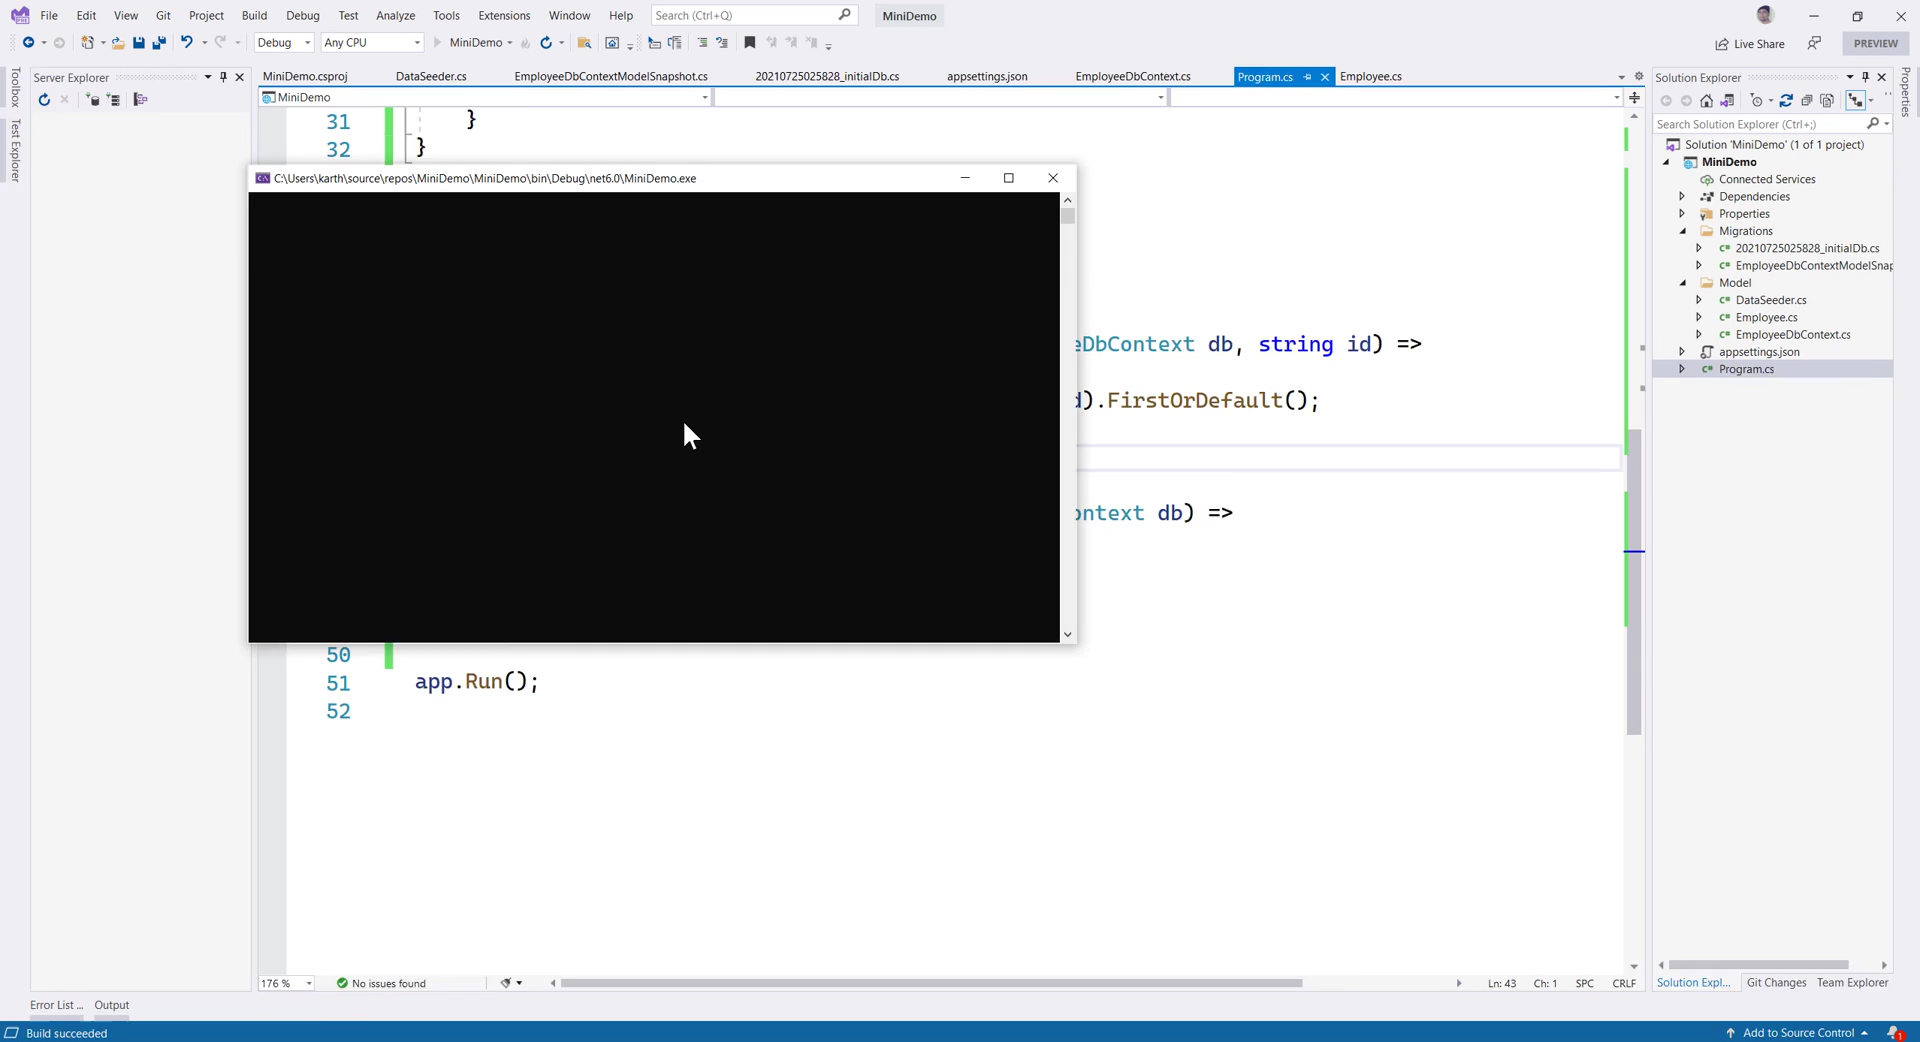 File Edit View Git Project Build Debug Test Analyze Tools Extensions Window Help Search (Ctrl+Q) MiniDemo
Debug Any CPU MiniDemo Live Share PREVIEW
Toolbox
Test Explorer
Server Explorer
MiniDemo.csproj DataSeeder.cs EmployeeDbContextModelSnapshot.cs 20210725025828_initialDb.cs appsettings.json EmployeeDbContext.cs Program.cs Employee.cs
MiniDemo
31 }
32 }
C:\Users\karth\source\repos\MiniDemo\MiniDemo\bin\Debug\net6.0\MiniDemo.exe
eDbContext db, string id) =>
d).FirstOrDefault();
ontext db) =>
50
51 app.Run();
52
176 % No issues found Ln: 43 Ch: 1 SPC CRLF
Solution Explorer
Search Solution Explorer (Ctrl+;)
Solution 'MiniDemo' (1 of 1 project)
MiniDemo
Connected Services
Dependencies
Properties
Migrations
20210725025828_initialDb.cs
EmployeeDbContextModelSnap
Model
DataSeeder.cs
Employee.cs
EmployeeDbContext.cs
appsettings.json
Program.cs
Solution Expl... Git Changes Team Explorer
Properties
Error List ... Output
Build succeeded Add to Source Control 1